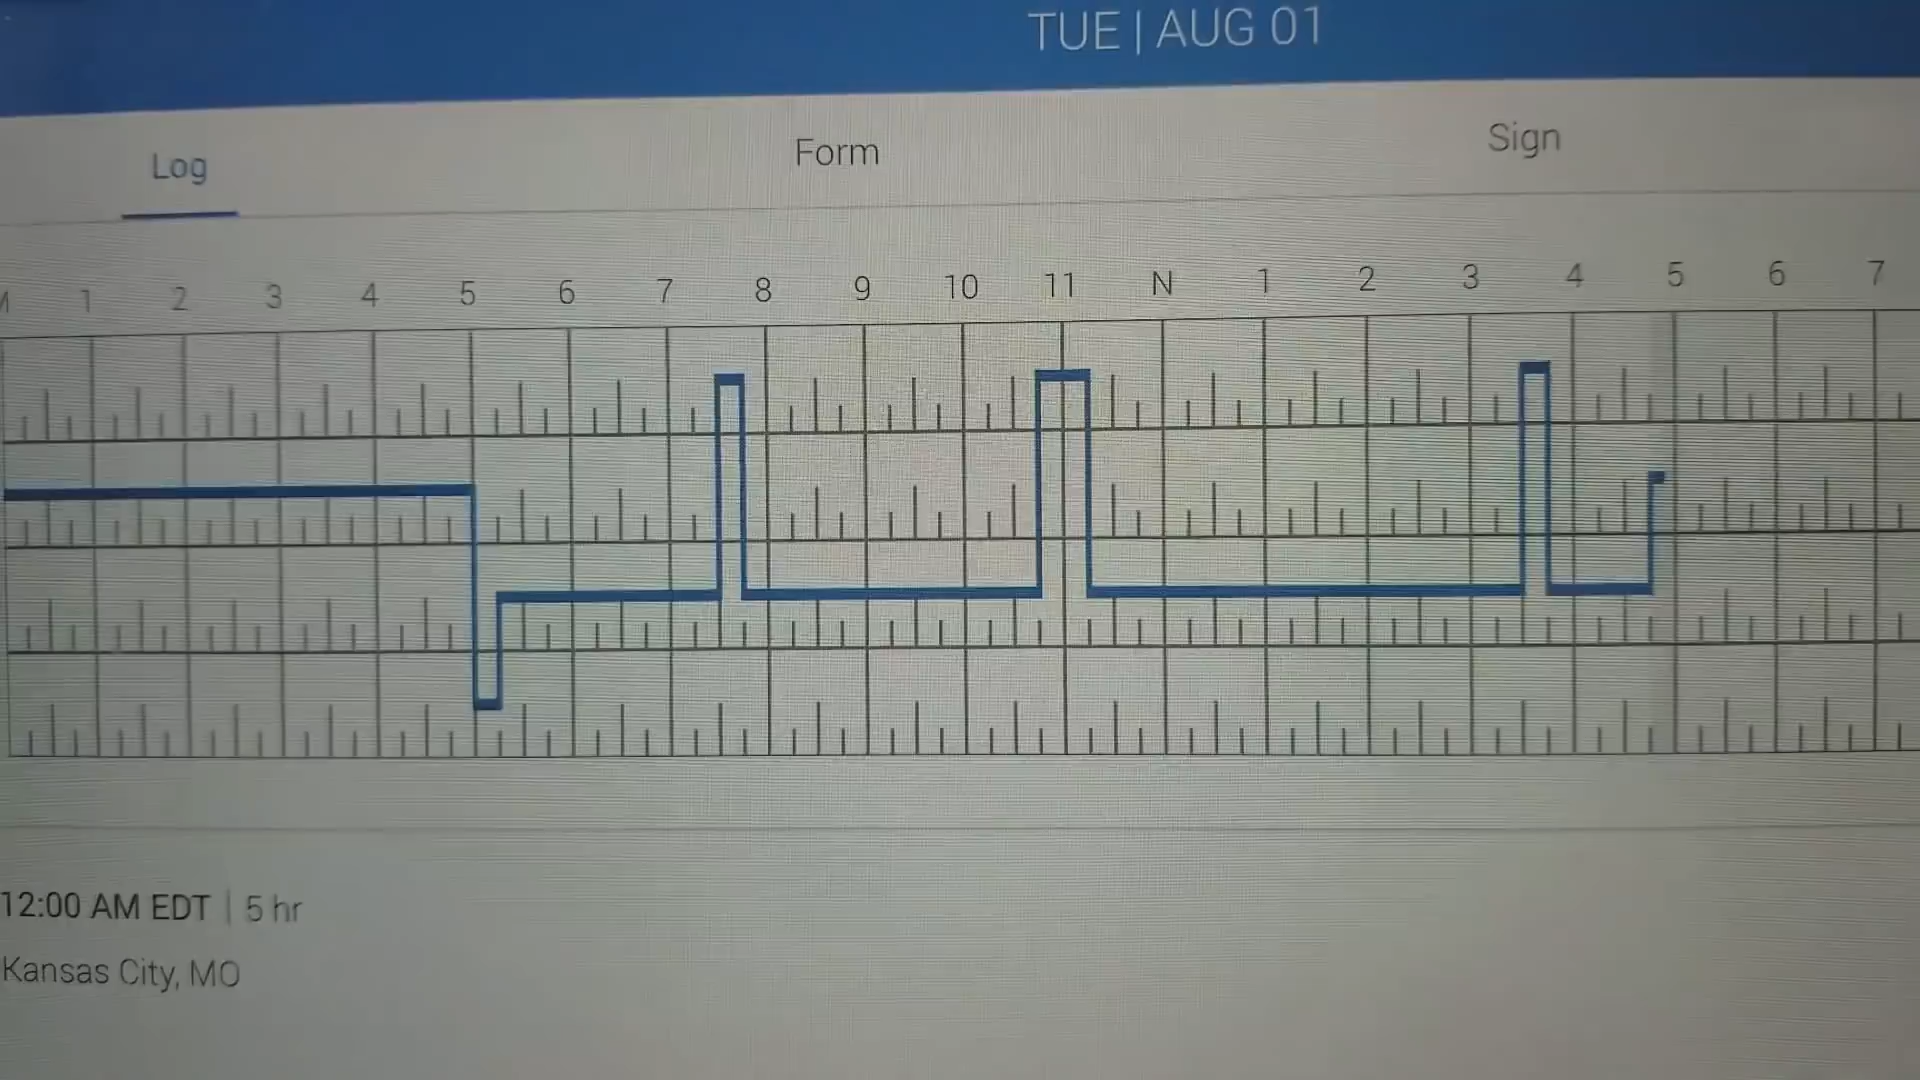 TUE | AUG 01
Log Form Sign
1 2 3 4 5 6 7 8 9 10 11 N 1 2 3 4 5 6 7
12:00 AM EDT | 5 hr
Kansas City, MO